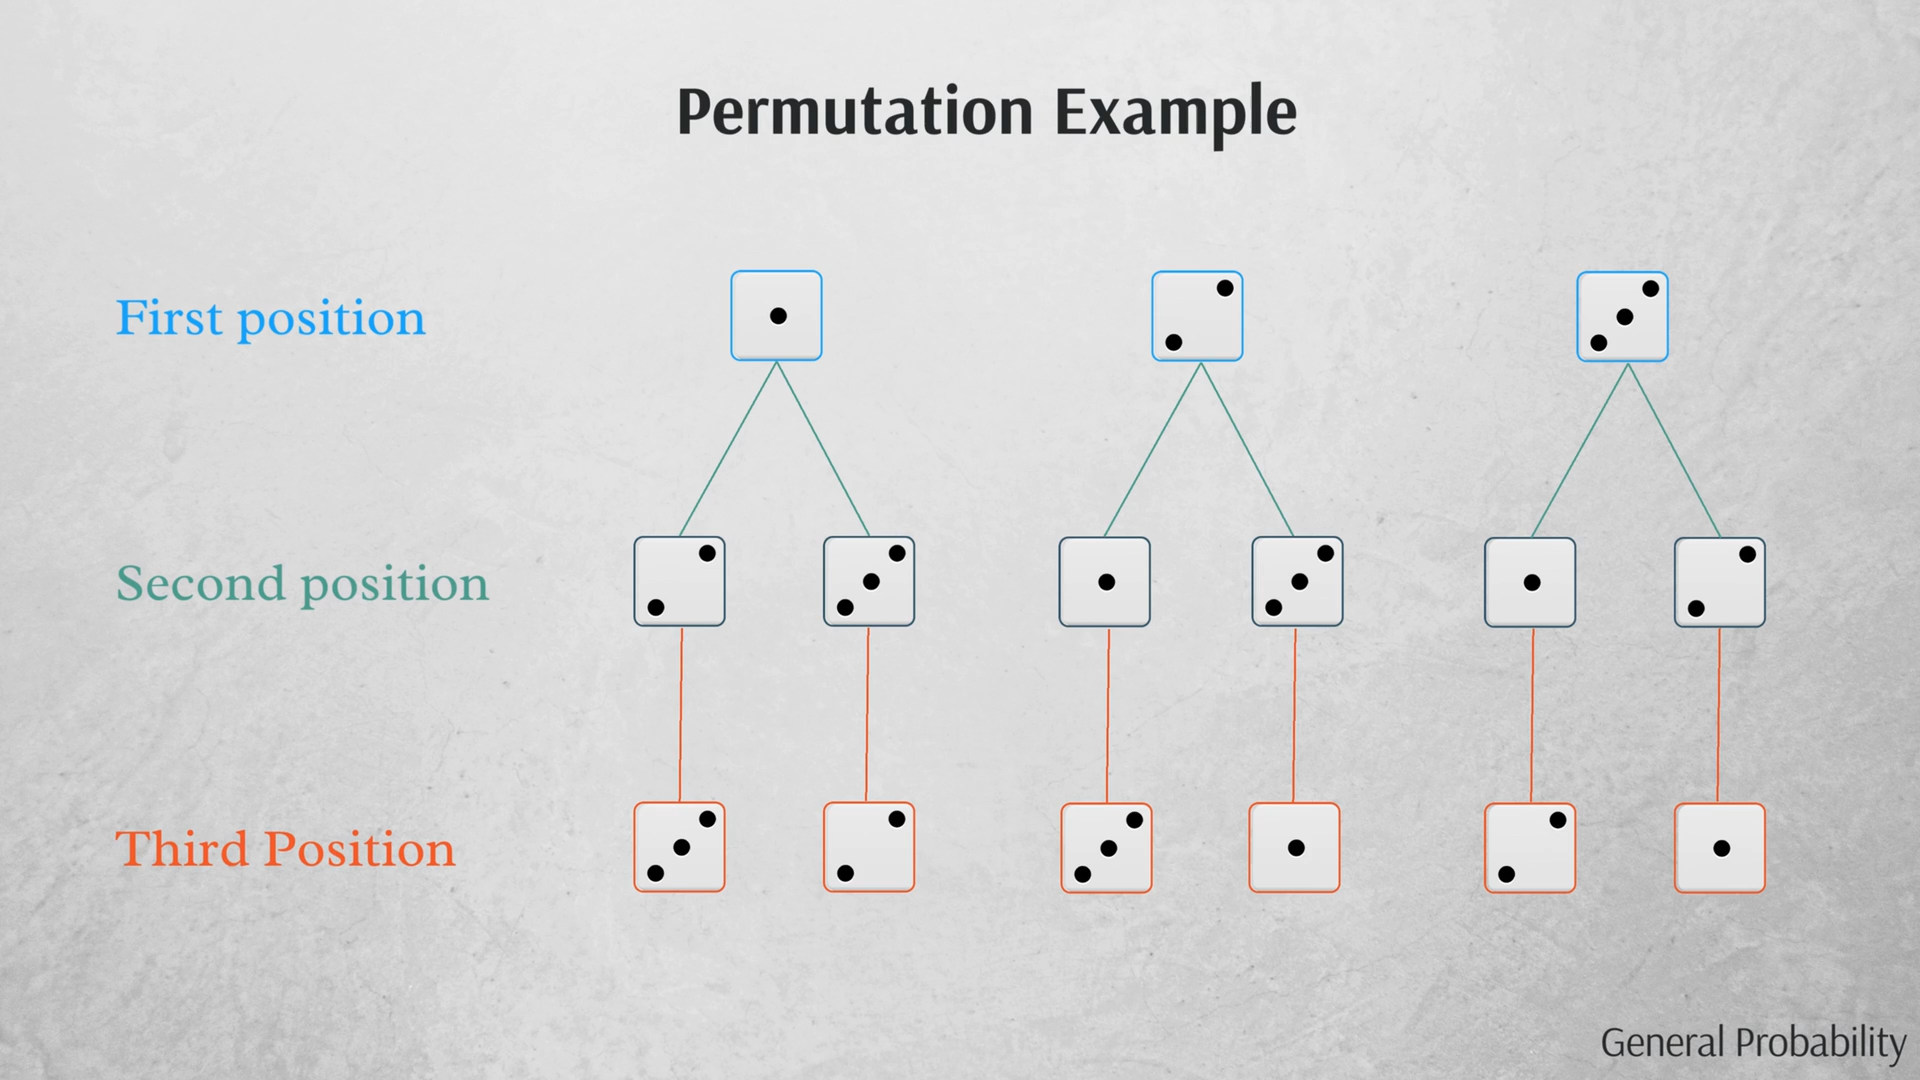 Permutation Example
First position
Second position
Third Position
General Probability